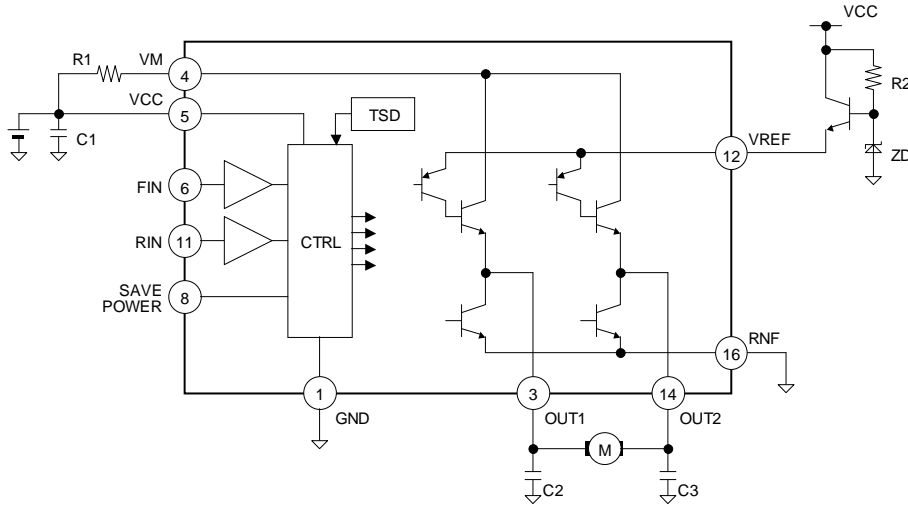 VCC
R1
VM
4
R2
VCC
5
TSD
C1
VREF
12
ZD
FIN
6
RIN
11
CTRL
SAVE
POWER
8
RNF
16
1
GND
3
OUT1
14
OUT2
M
C2
C3